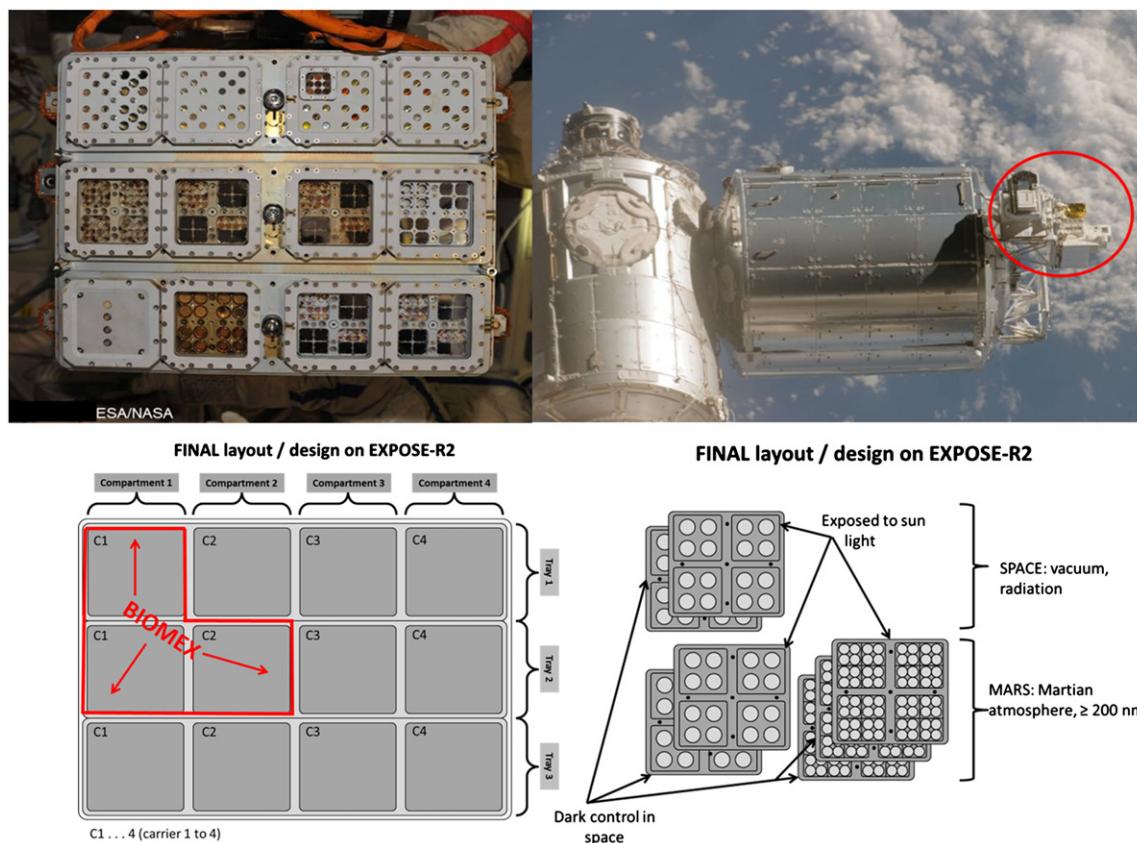 ESA/NASA
FINAL layout / design on EXPOSE-R2
Compartment 1 Compartment 2 Compartment 3 Compartment 4
C1 C2 C3 C4
Tray 1
BIOMEX
C1 C2 C3 C4
Tray 2
C1 C2 C3 C4
Tray 3
C1 . . . 4 (carrier 1 to 4)
FINAL layout / design on EXPOSE-R2
Exposed to sun
light
SPACE: vacuum,
radiation
MARS: Martian
atmosphere, ≥ 200 nm
Dark control in
space